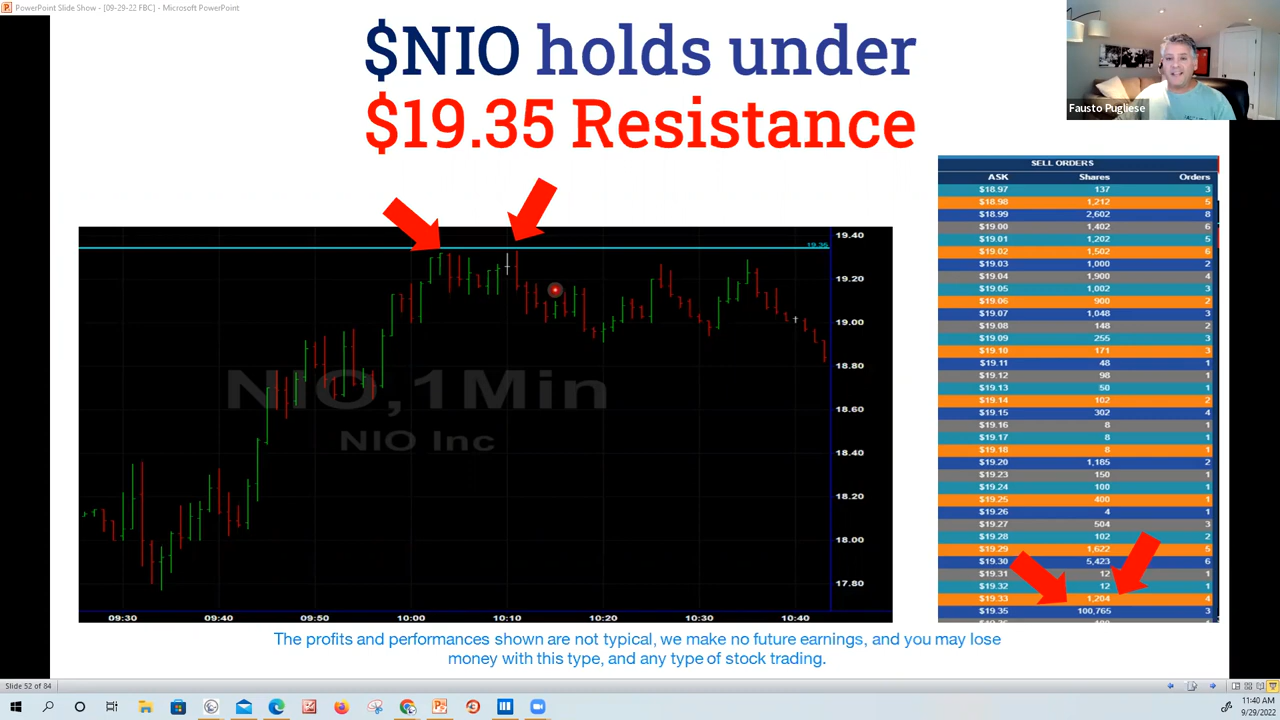 PowerPoint Slide Show - [09-29-22 FBC] - Microsoft PowerPoint
$NIO holds under
$19.35 Resistance
Fausto Pugliese
NIO,1Min
NIO Inc
19.40
19.20
19.00
18.80
18.60
18.40
18.20
18.00
17.80
09:30 09:40 09:50 10:00 10:10 10:20 10:30 10:40
SELL ORDERS
ASK Shares Orders
$18.97 137 3
$18.98 1,212 5
$18.99 2,602 8
$19.00 1,402 6
$19.01 1,202 5
$19.02 1,502 6
$19.03 1,000 2
$19.04 1,900 4
$19.05 1,002 3
$19.06 900 2
$19.07 1,048 3
$19.08 148 2
$19.09 255 3
$19.10 171 3
$19.11 48 1
$19.12 98 1
$19.13 50 1
$19.14 102 2
$19.15 302 4
$19.16 8 1
$19.17 8 1
$19.18 8 1
$19.20 1,185 2
$19.23 150 1
$19.24 100 1
$19.25 400 1
$19.26 4 1
$19.27 504 3
$19.28 102 2
$19.29 1,622 5
$19.30 5,423 6
$19.31 12 1
$19.32 12 1
$19.33 1,204 4
$19.35 100,765 3
The profits and performances shown are not typical, we make no future earnings, and you may lose
money with this type, and any type of stock trading.
Slide 52 of 84
11:40 AM
9/29/2022